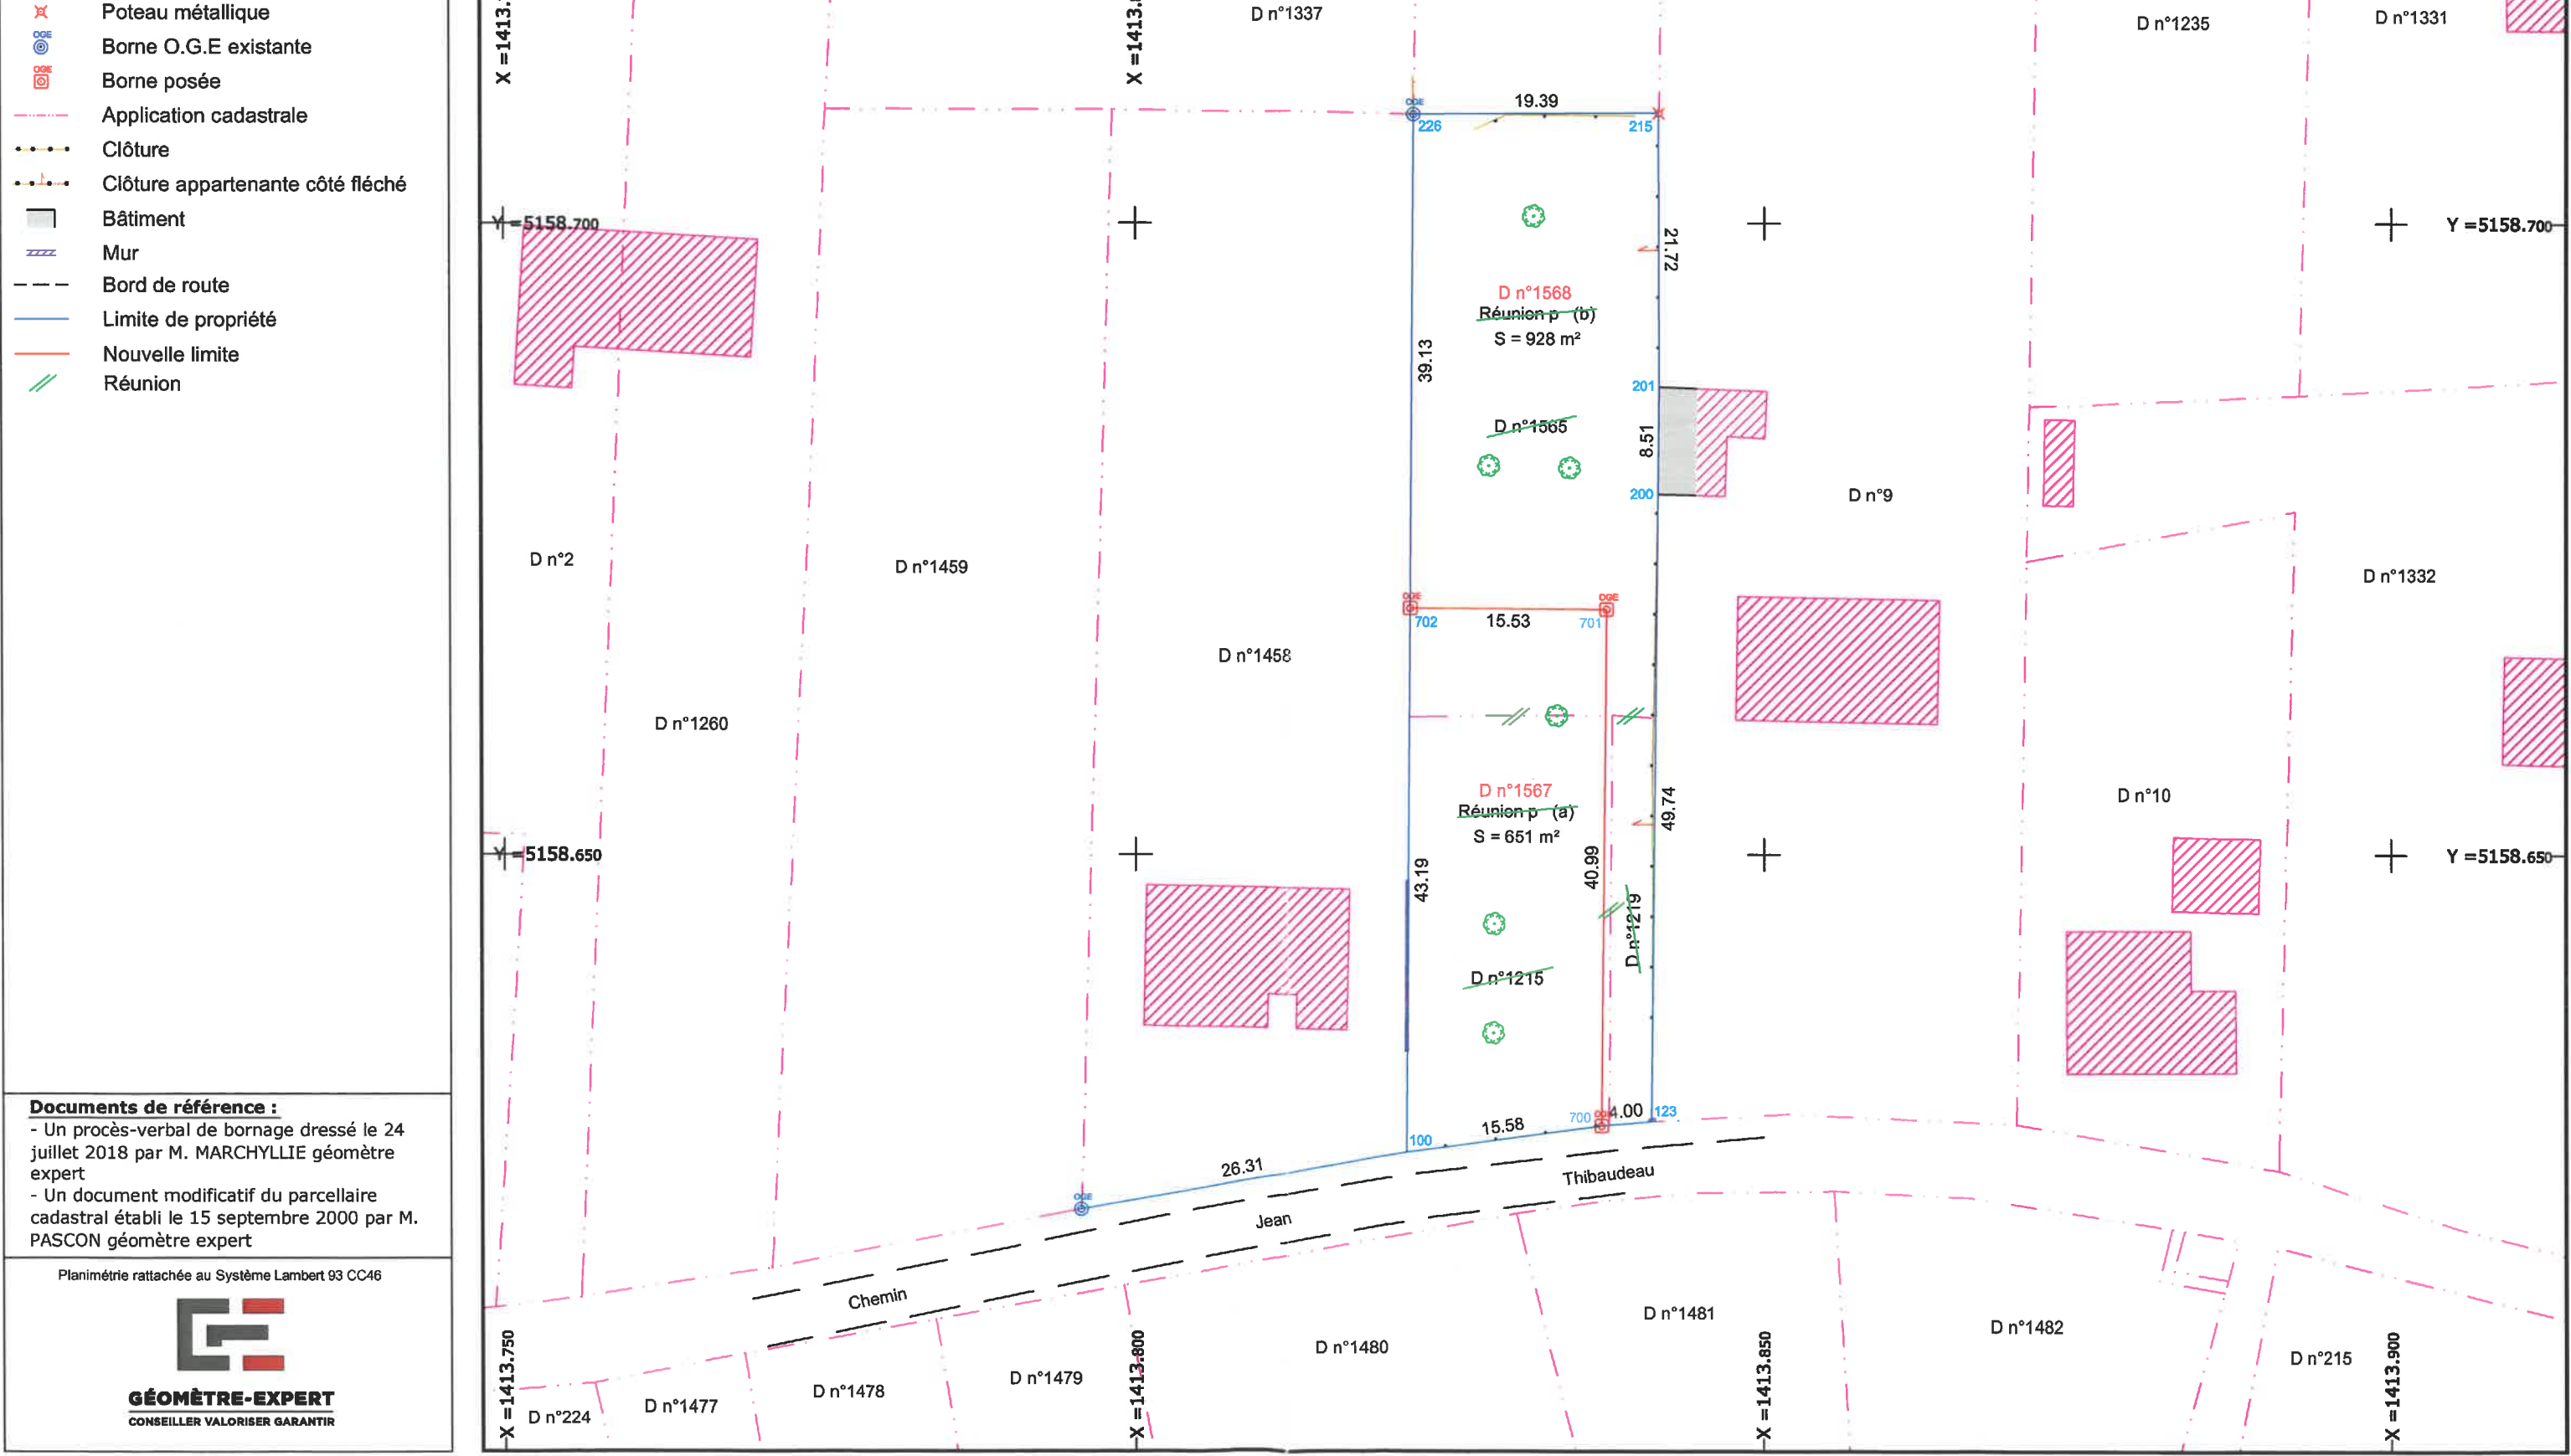 Poteau métallique
OGE
Borne O.G.E existante
OGE
Borne posée
Application cadastrale
Clôture
Clôture appartenante côté fléché
Bâtiment
Mur
Bord de route
Limite de propriété
Nouvelle limite
Réunion
Documents de référence :
- Un procès-verbal de bornage dressé le 24
juillet 2018 par M. MARCHYLLIE géomètre
expert
- Un document modificatif du parcellaire
cadastral établi le 15 septembre 2000 par M.
PASCON géomètre expert
Planimétrie rattachée au Système Lambert 93 CC46
GÉOMÈTRE-EXPERT
CONSEILLER VALORISER GARANTIR
D n°1337
D n°1235
D n°1331
OGE
19.39
226
215
Y =5158.700
Y =5158.700
21.72
D n°1568
Réunion p (b)
S = 928 m²
39.13
201
D n°1565
8.51
200
D n°9
D n°2
D n°1459
D n°1332
OGE
OGE
702
15.53
701
D n°1458
D n°1260
D n°1567
Réunion p (a)
S = 651 m²
49.74
D n°10
Y =5158.650
Y =5158.650
43.19
40.99
D n°1219
D n°1215
100
15.58
700
OGE
4.00
123
26.31
OGE
Chemin
Jean
Thibaudeau
D n°224
D n°1477
D n°1478
D n°1479
D n°1480
D n°1481
D n°1482
D n°215
X =1413.750
X =1413.800
X =1413.850
X =1413.900